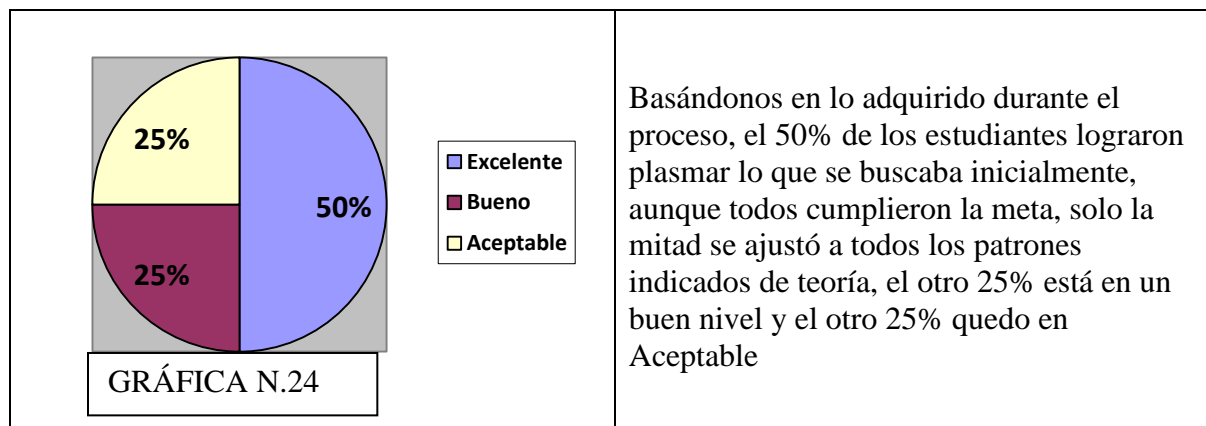 25%
50%
25%
Excelente
Bueno
Aceptable
GRÁFICA N.24
Basándonos en lo adquirido durante el
proceso, el 50% de los estudiantes lograron
plasmar lo que se buscaba inicialmente,
aunque todos cumplieron la meta, solo la
mitad se ajustó a todos los patrones
indicados de teoría, el otro 25% está en un
buen nivel y el otro 25% quedo en
Aceptable